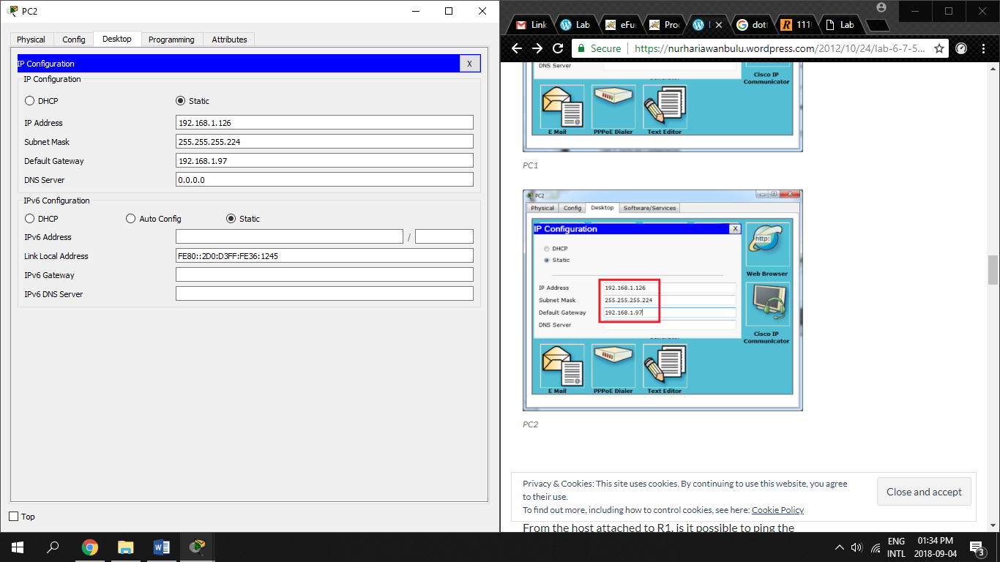 PC2
Physical Config Desktop Programming Attributes
IP Configuration X
IP Configuration
DHCP Static
IP Address 192.168.1.126
Subnet Mask 255.255.255.224
Default Gateway 192.168.1.97
DNS Server 0.0.0.0
IPv6 Configuration
DHCP Auto Config Static
IPv6 Address /
Link Local Address FE80::2D0:D3FF:FE36:1245
IPv6 Gateway
IPv6 DNS Server
Top
Link Lab eFu Pro dot 111 Lab
Secure https://nurhariawanbulu.wordpress.com/2012/10/24/lab-6-7-5...
DNS Server
Cisco IP
Communicator
E Mail PPPoE Dialer Text Editor
PC1
PC2
Physical Config Desktop Software/Services
IP Configuration X
DHCP
Static
http:
Web Browser
IP Address 192.168.1.126
Subnet Mask 255.255.255.224
Default Gateway 192.168.1.97
DNS Server
Cisco IP
Communicator
E Mail PPPoE Dialer Text Editor
PC2
Privacy & Cookies: This site uses cookies. By continuing to use this website, you agree
to their use.
To find out more, including how to control cookies, see here: Cookie Policy
Close and accept
From the host attached to R1, is it possible to ping the
ENG
INTL
01:34 PM
2018-09-04
3